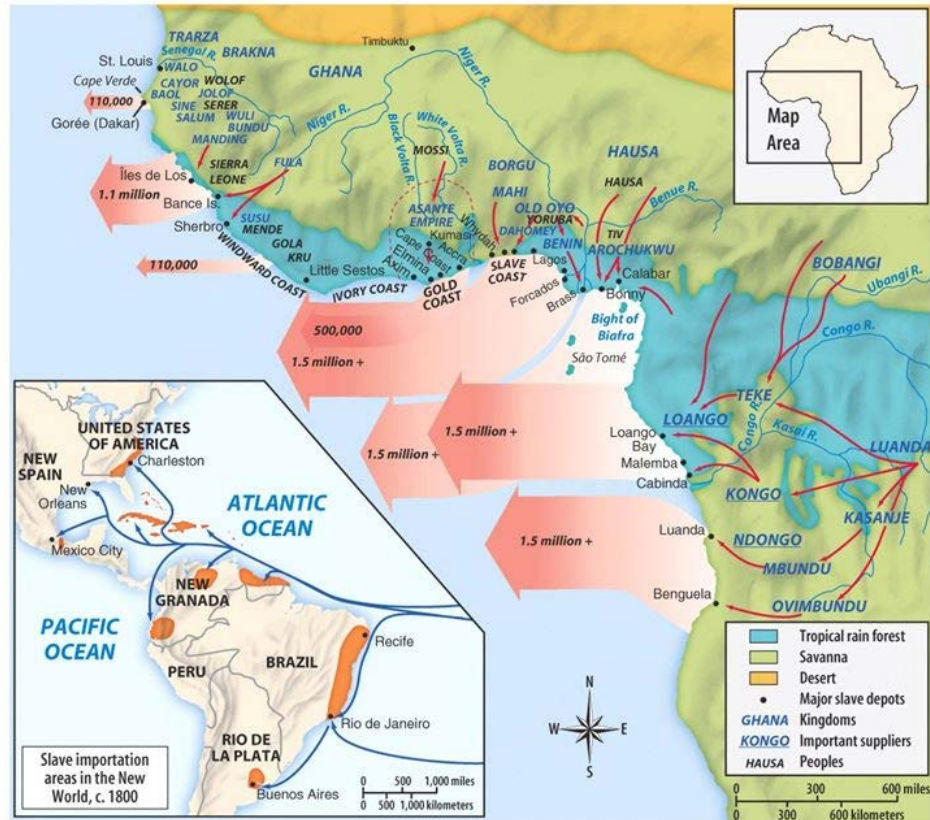 TRARZA
Senegal R.
BRAKNA
St. Louis
WALO
Cape Verde
CAYOR
WOLOF
BAOL
JOLOF
110,000
SINE
SERER
Gorée (Dakar)
SALUM
WULI
BUNDU
MANDING
Timbuktu
GHANA
Niger R.
Niger R.
White Volta R.
Black Volta R.
MOSSI
BORGU
HAUSA
HAUSA
Benue R.
SIERRA
LEONE
FULA
Îles de Los
1.1 million
Bance Is.
Sherbro
SUSU
MENDE
GOLA
KRU
WINDWARD COAST
110,000
Little Sestos
IVORY COAST
ASANTE
EMPIRE
Kumasi
Cape Coast
Elmina
Axim
Accra
GOLD
COAST
MAHI
Whydah
OLD OYO
YORUBA
DAHOMEY
BENIN
SLAVE
COAST
Lagos
TIV
AROCHUKWU
Forcados
Brass
Bonny
Calabar
Bight of
Biafra
São Tomé
500,000
1.5 million +
1.5 million +
1.5 million +
1.5 million +
BOBANGI
Ubangi R.
Congo R.
TEKE
LOANGO
Congo R.
Kasai R.
LUANDA
Loango
Bay
Malemba
Cabinda
KONGO
KASANJE
Luanda
NDONGO
MBUNDU
Benguela
OVIMBUNDU
Map
Area
UNITED STATES
OF AMERICA
NEW
SPAIN
Charleston
New
Orleans
Mexico City
ATLANTIC
OCEAN
NEW
GRANADA
PACIFIC
OCEAN
PERU
BRAZIL
Recife
Rio de Janeiro
RIO DE
LA PLATA
Buenos Aires
Slave importation
areas in the New
World, c. 1800
0 500 1,000 miles
0 500 1,000 kilometers
N
W E
S
Tropical rain forest
Savanna
Desert
Major slave depots
GHANA Kingdoms
KONGO Important suppliers
HAUSA Peoples
0 300 600 miles
0 300 600 kilometers